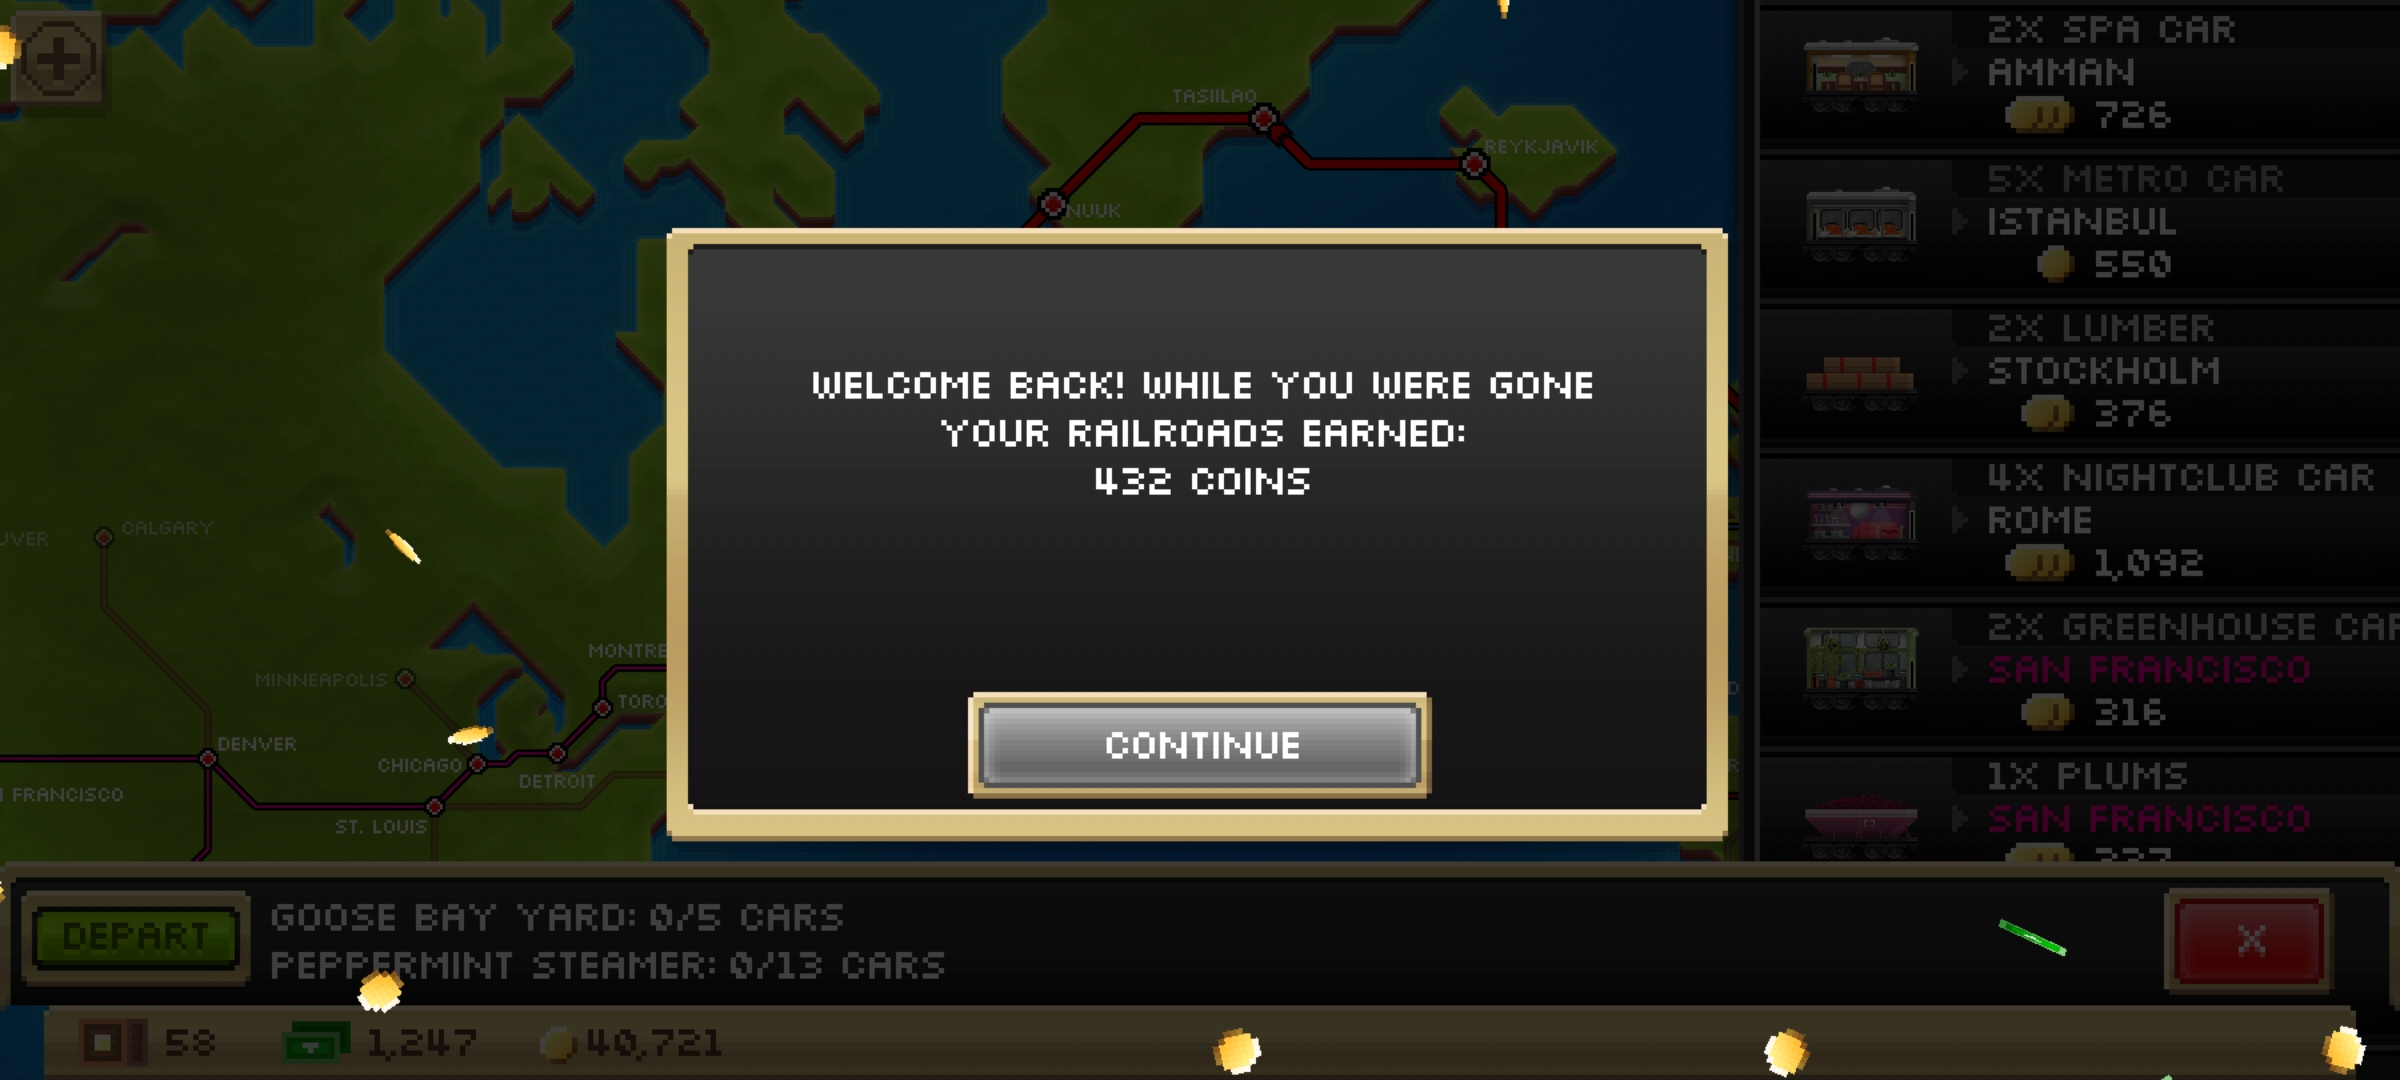 TASIILAQ
REYKJAVIK
NUUK
CALGARY
MINNEAPOLIS
DENVER
CHICAGO
DETROIT
FRANCISCO
ST. LOUIS
WELCOME BACK! WHILE YOU WERE GONE
YOUR RAILROADS EARNED:
432 COINS
CONTINUE
2X SPA CAR
AMMAN
726
5X METRO CAR
ISTANBUL
550
2X LUMBER
STOCKHOLM
376
4X NIGHTCLUB CAR
ROME
1,092
2X GREENHOUSE CAR
SAN FRANCISCO
316
1X PLUMS
SAN FRANCISCO
DEPART
GOOSE BAY YARD: 0/5 CARS
PEPPERMINT STEAMER: 0/13 CARS
X
58
1,247
40,721